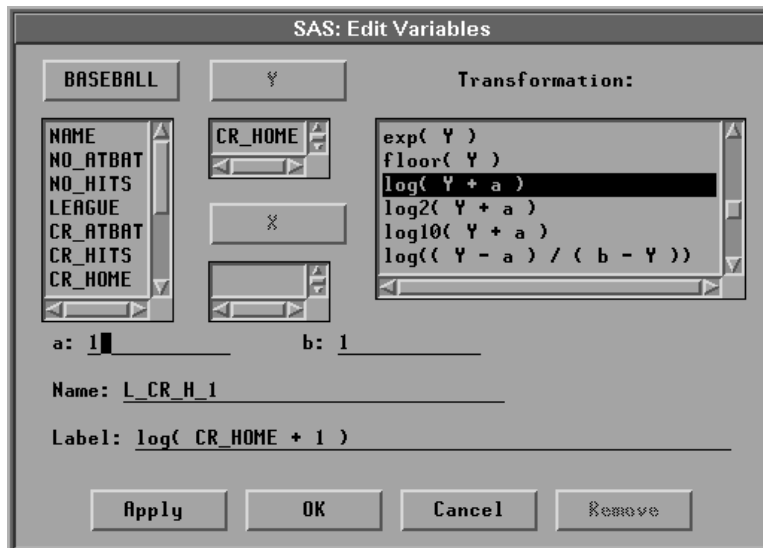 SAS: Edit Variables
BASEBALL
Y
Transformation:
NAME
NO_ATBAT
NO_HITS
LEAGUE
CR_ATBAT
CR_HITS
CR_HOME
CR_HOME
X
exp( Y )
floor( Y )
log( Y + a )
log2( Y + a )
log10( Y + a )
log(( Y - a ) / ( b - Y ))
a: 1
b: 1
Name: L_CR_H_1
Label: log( CR_HOME + 1 )
Apply
OK
Cancel
Remove